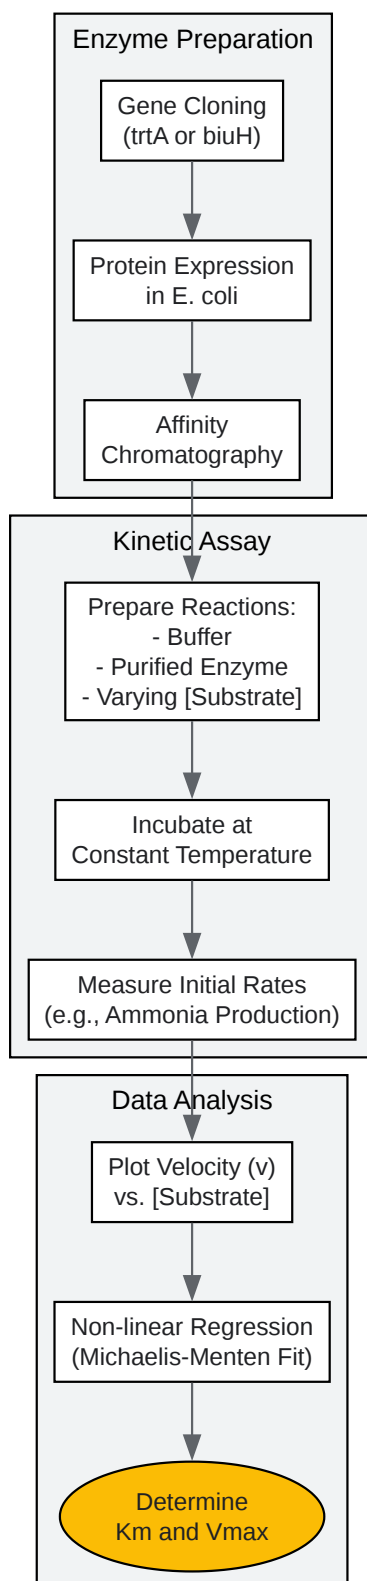 Enzyme Preparation
Gene Cloning
(trtA or biuH)
Protein Expression
in E. coli
Affinity
Chromatography
Kinetic Assay
Prepare Reactions:
- Buffer
- Purified Enzyme
- Varying [Substrate]
Incubate at
Constant Temperature
Measure Initial Rates
(e.g., Ammonia Production)
Data Analysis
Plot Velocity (v)
vs. [Substrate]
Non-linear Regression
(Michaelis-Menten Fit)
Determine
Km and Vmax